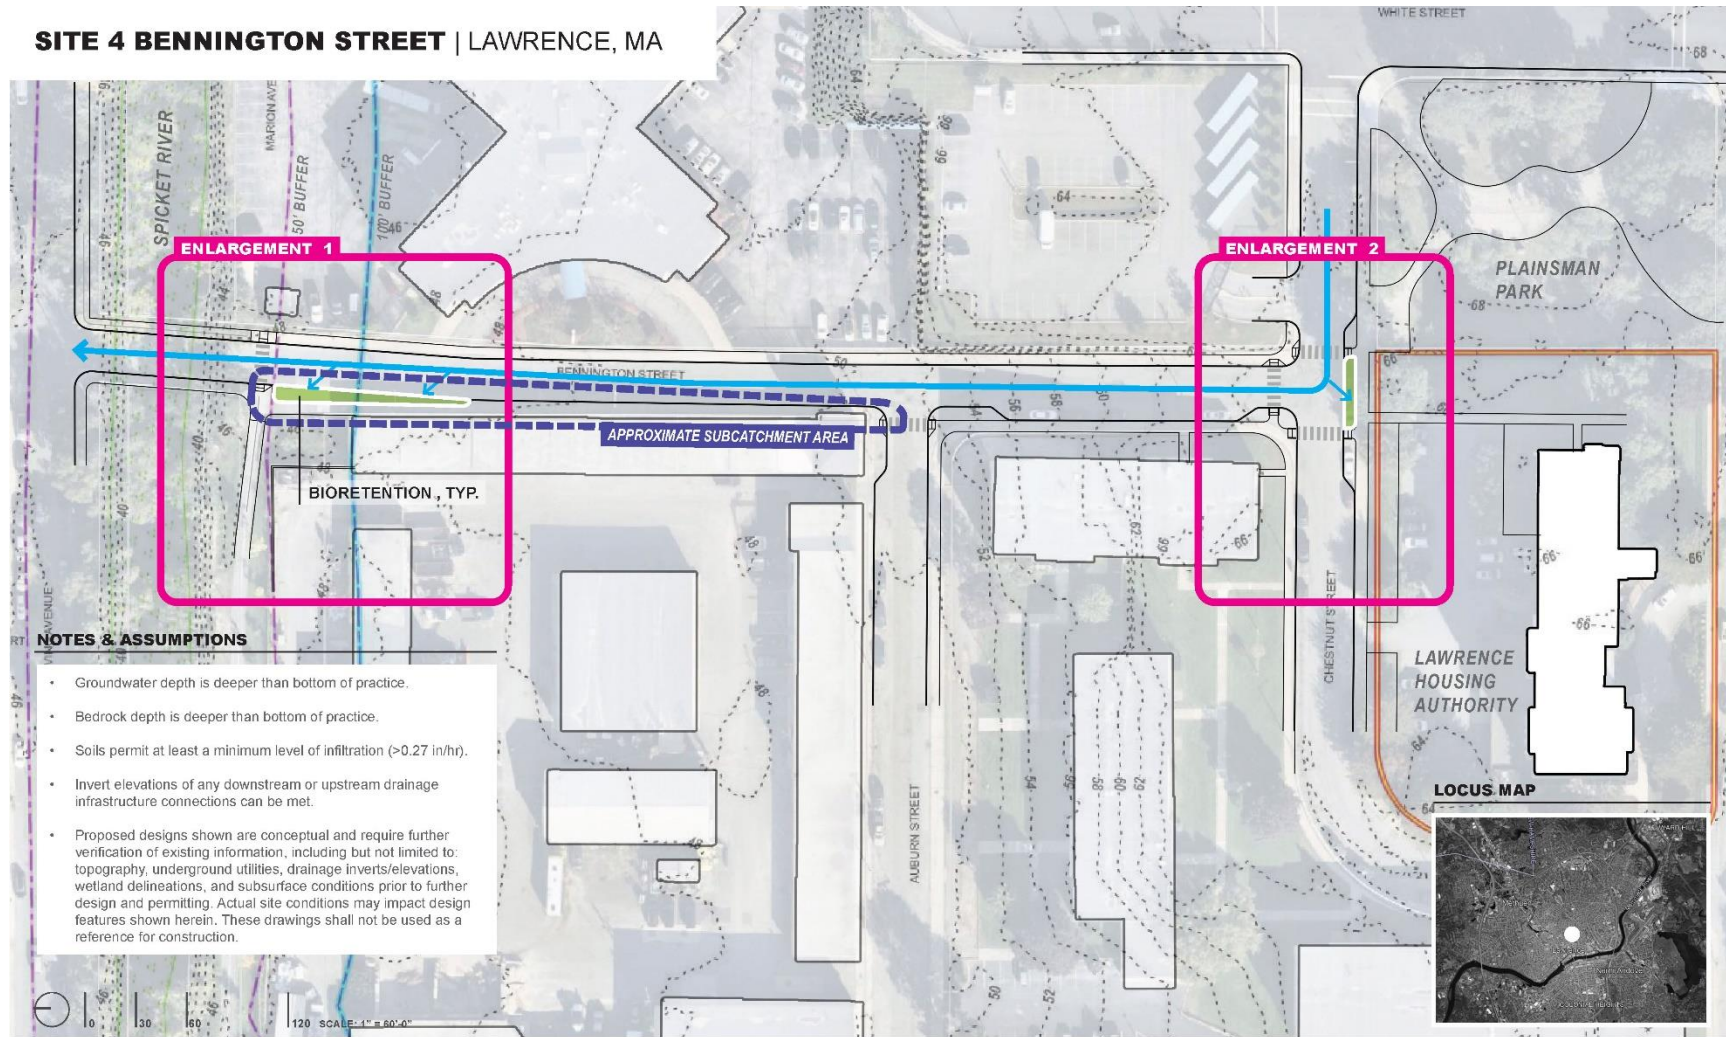 SITE 4 BENNINGTON STREET | LAWRENCE, MA
WHITE STREET
SPICKET RIVER
MARION AVE
50' BUFFER
100' BUFFER
ENLARGEMENT 1
ENLARGEMENT 2
PLAINSMAN
PARK
BENNINGTON STREET
APPROXIMATE SUBCATCHMENT AREA
BIORETENTION , TYP.
CHESTNUT STREET
AUBURN STREET
LAWRENCE
HOUSING
AUTHORITY
NOTES & ASSUMPTIONS
• Groundwater depth is deeper than bottom of practice.
• Bedrock depth is deeper than bottom of practice.
• Soils permit at least a minimum level of infiltration (>0.27 in/hr).
• Invert elevations of any downstream or upstream drainage
infrastructure connections can be met.
• Proposed designs shown are conceptual and require further
verification of existing information, including but not limited to:
topography, underground utilities, drainage inverts/elevations,
wetland delineations, and subsurface conditions prior to further
design and permitting. Actual site conditions may impact design
features shown herein. These drawings shall not be used as a
reference for construction.
LOCUS MAP
0 30 60 120 SCALE: 1" = 60'-0"